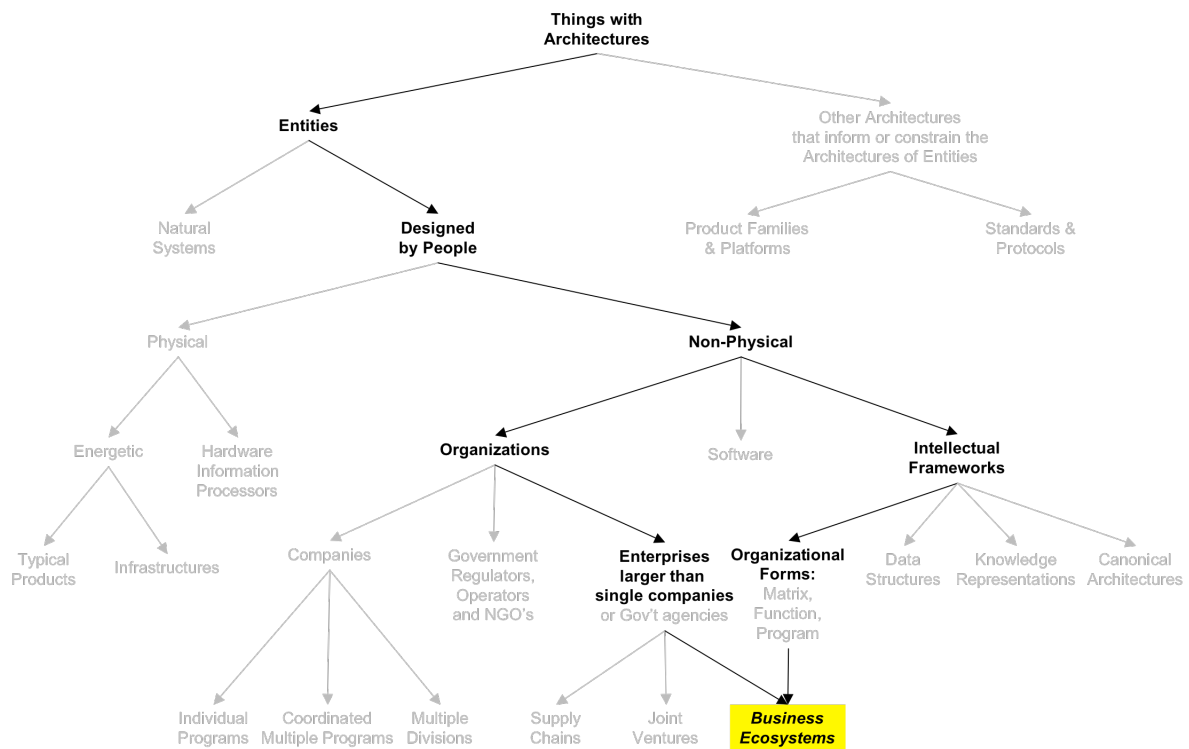 Things with
Architectures
Entities
Other Architectures
that inform or constrain the
Architectures of Entities
Natural
Systems
Designed
by People
Product Families
& Platforms
Standards &
Protocols
Physical
Non-Physical
Energetic
Hardware
Information
Processors
Organizations
Software
Intellectual
Frameworks
Typical
Products
Infrastructures
Companies
Government
Regulators,
Operators
and NGO's
Enterprises
larger than
single companies
or Gov't agencies
Organizational
Forms:
Matrix,
Function,
Program
Data
Structures
Knowledge
Representations
Canonical
Architectures
Individual
Programs
Coordinated
Multiple Programs
Multiple
Divisions
Supply
Chains
Joint
Ventures
Business
Ecosystems